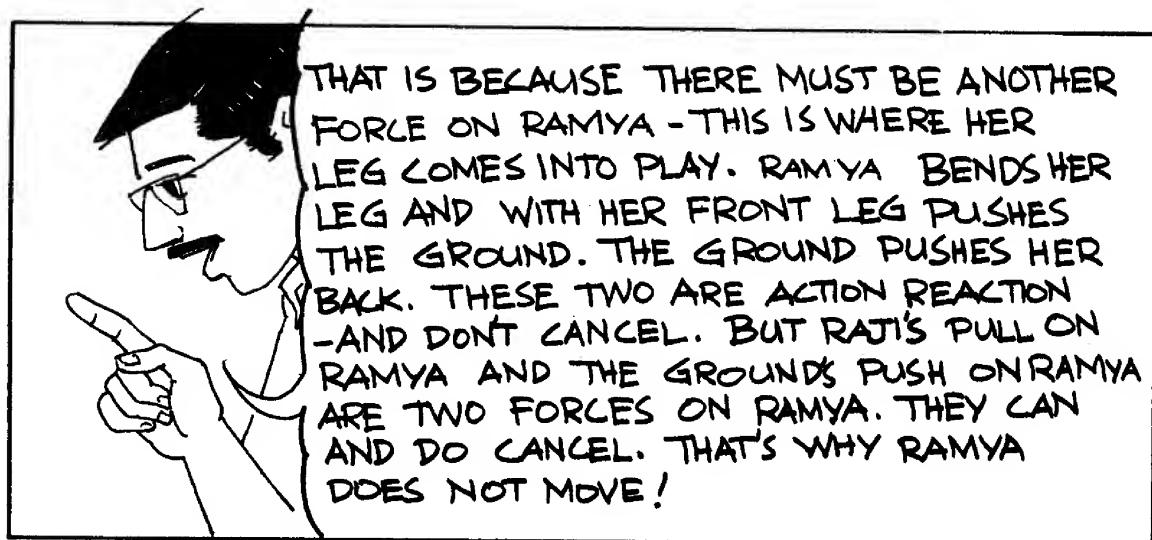 THAT IS BECAUSE THERE MUST BE ANOTHER
FORCE ON RAMYA - THIS IS WHERE HER
LEG COMES INTO PLAY. RAMYA BENDS HER
LEG AND WITH HER FRONT LEG PUSHES
THE GROUND. THE GROUND PUSHES HER
BACK. THESE TWO ARE ACTION REACTION
-AND DON'T CANCEL. BUT RAJI'S PULL ON
RAMYA AND THE GROUND'S PUSH ON RAMYA
ARE TWO FORCES ON RAMYA. THEY CAN
AND DO CANCEL. THAT'S WHY RAMYA
DOES NOT MOVE!